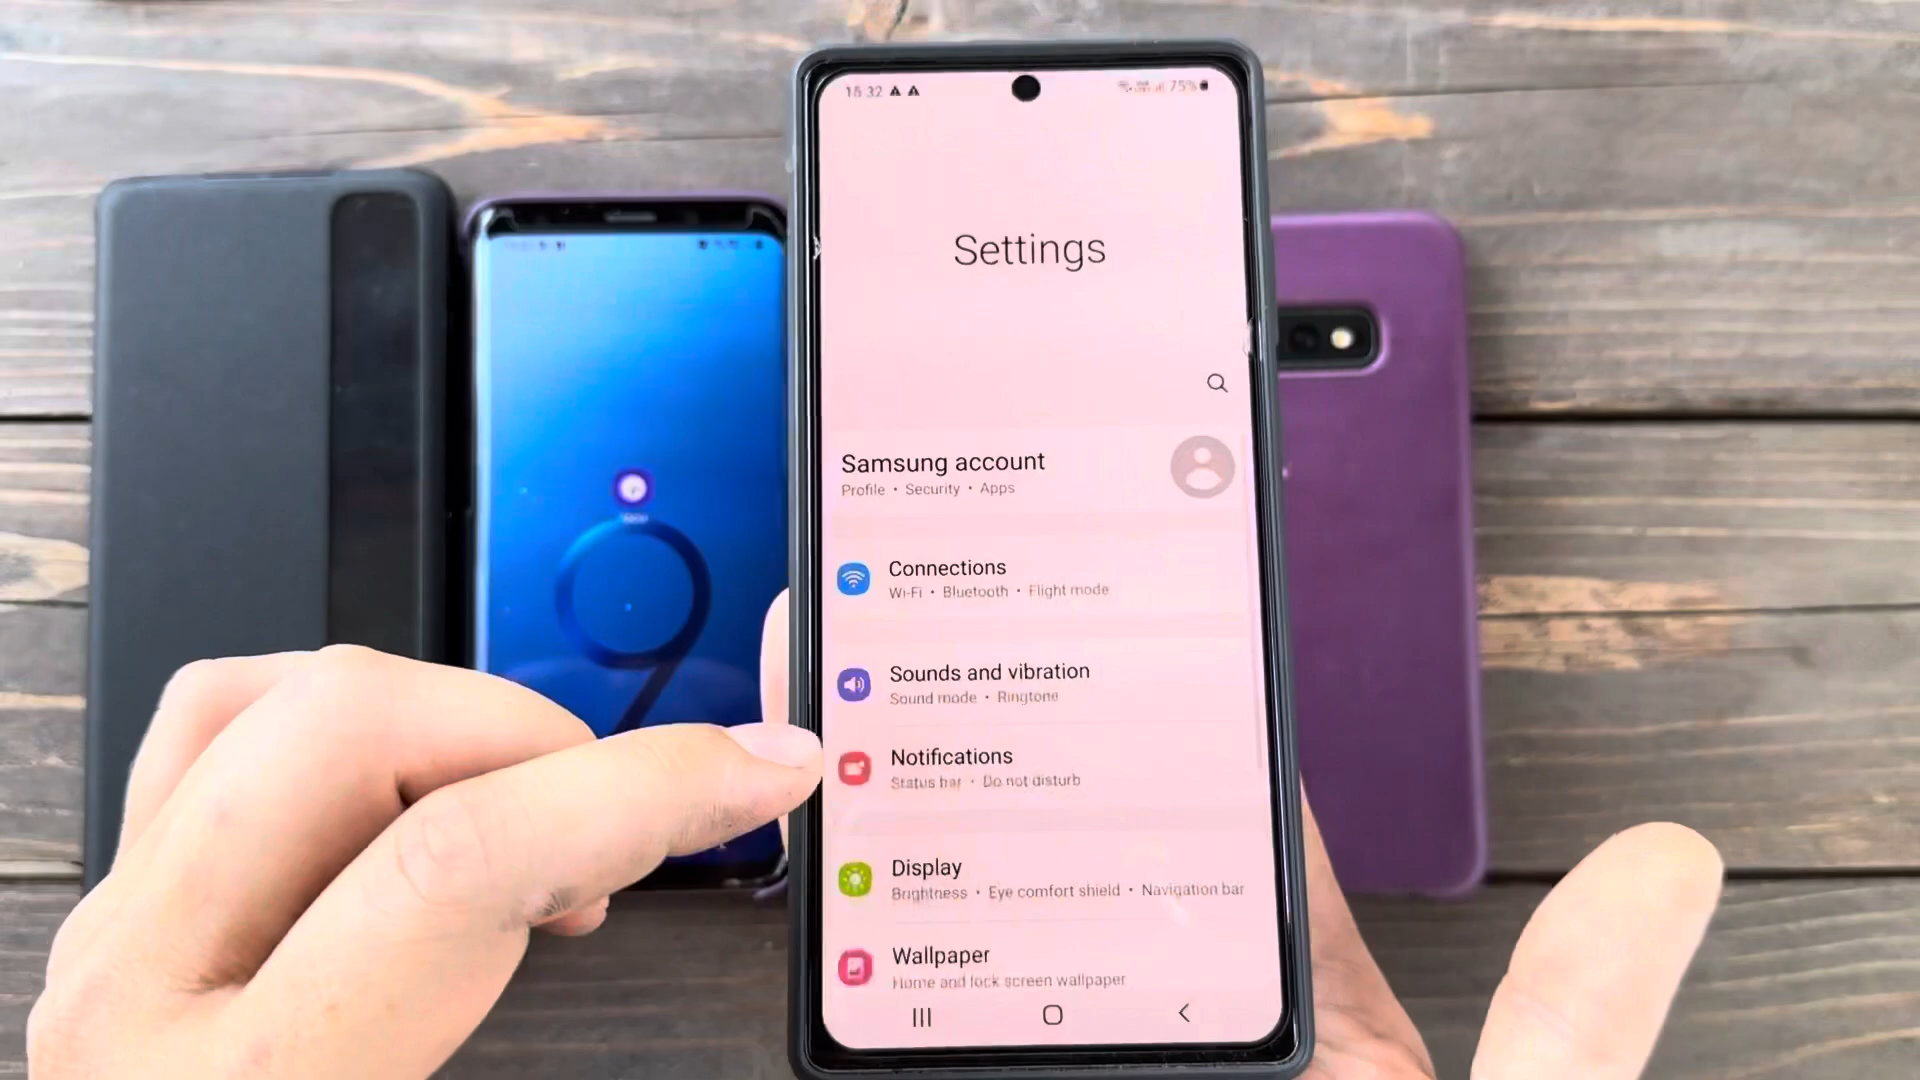 75%
Settings
Samsung account
Profile • Security • Apps
Connections
Wi-Fi • Bluetooth • Flight mode
Sounds and vibration
Sound mode • Ringtone
Notifications
Status bar • Do not disturb
Display
Brightness • Eye comfort shield • Navigation bar
Wallpaper
Home and lock screen wallpaper
9